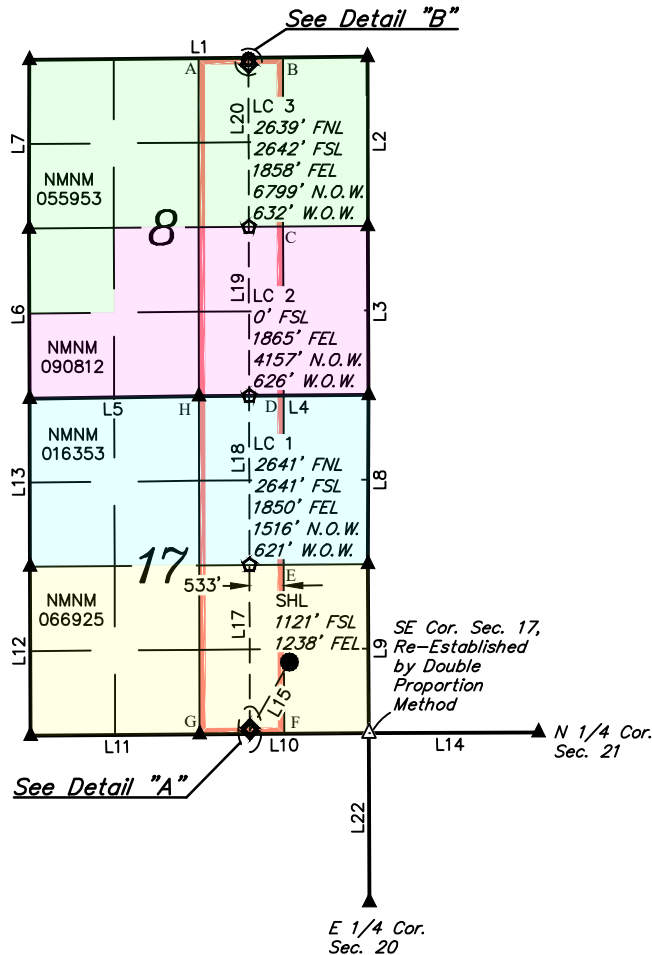 See Detail "B"
L1
A
B
L20
LC 3
2639' FNL
2642' FSL
1858' FEL
6799' N.O.W.
632' W.O.W.
L7
L2
NMNM
055953
8
C
L19
L6
L3
LC 2
0' FSL
1865' FEL
4157' N.O.W.
626' W.O.W.
NMNM
090812
L5
H
D
L4
NMNM
016353
L18
LC 1
2641' FNL
2641' FSL
1850' FEL
1516' N.O.W.
621' W.O.W.
L13
L8
17
533'
E
NMNM
066925
L17
SHL
1121' FSL
1238' FEL
L12
L9
SE Cor. Sec. 17,
Re-Established
by Double
Proportion
Method
L15
G
F
L11
L10
L14
N 1/4 Cor.
Sec. 21
See Detail "A"
L22
E 1/4 Cor.
Sec. 20